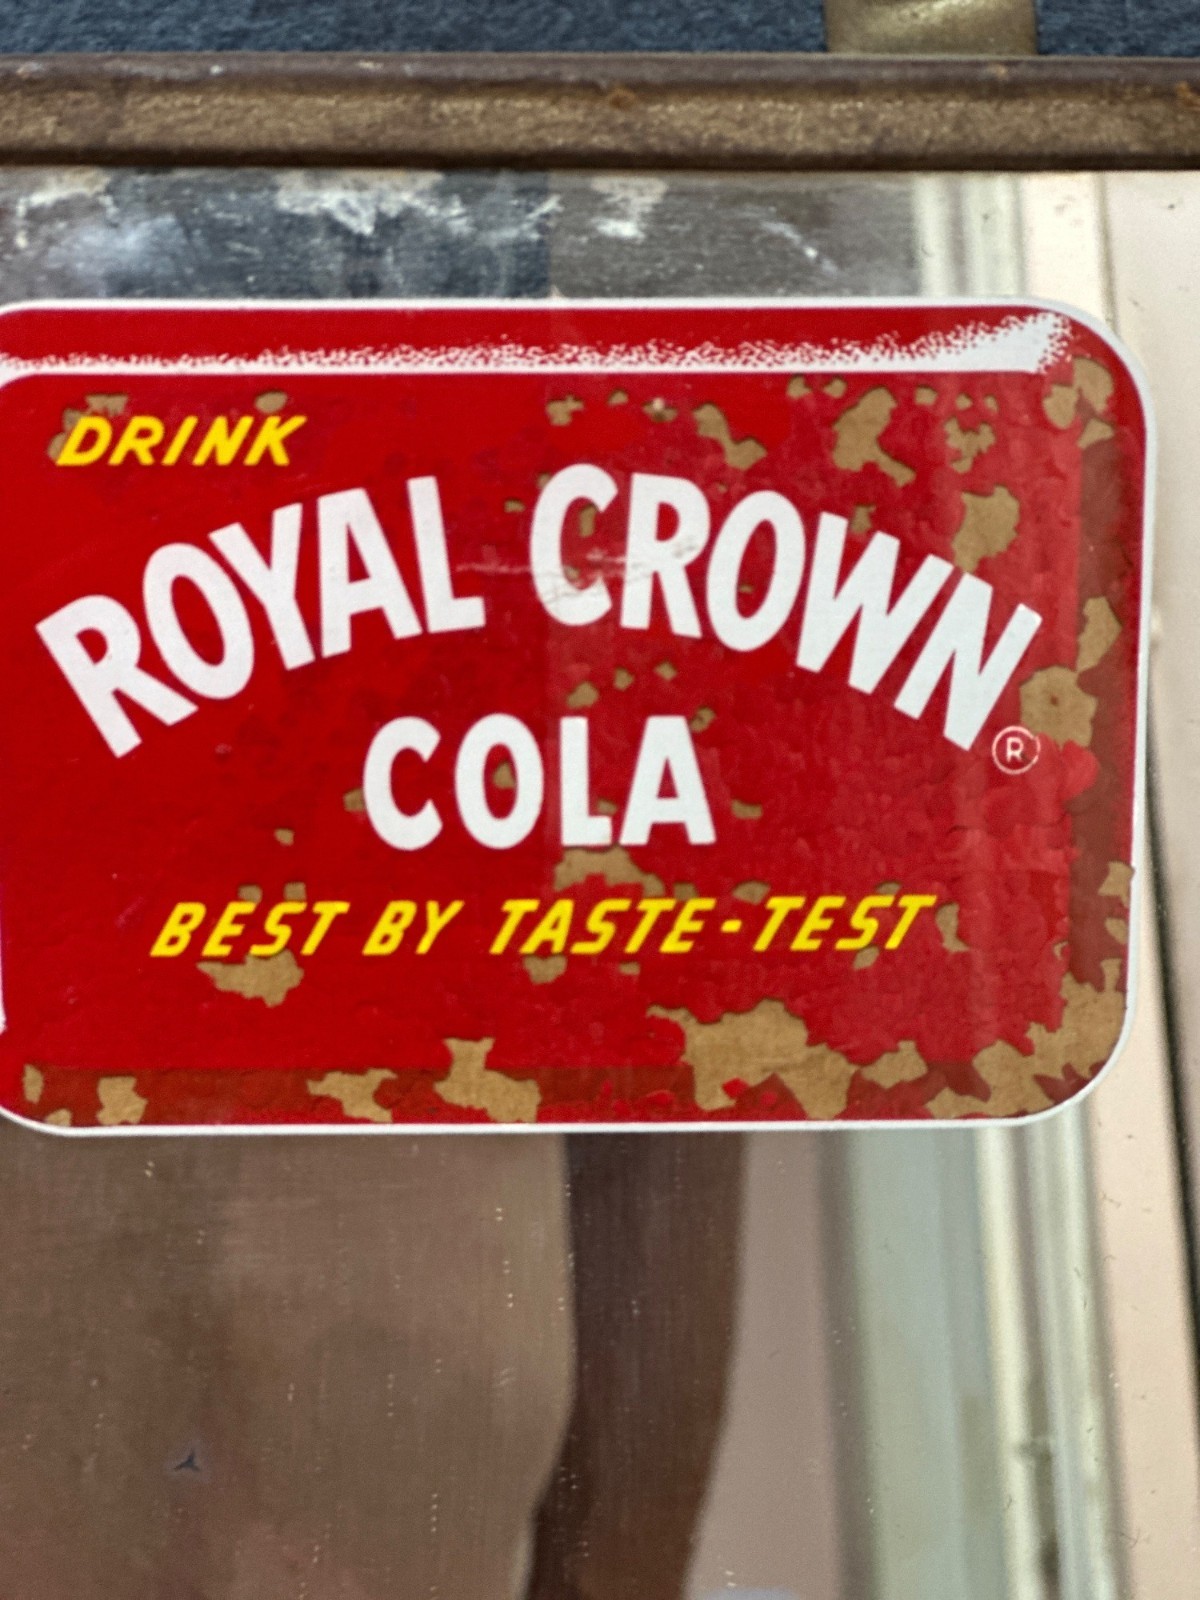 DRINK
ROYAL CROWN
COLA ®
BEST BY TASTE-TEST